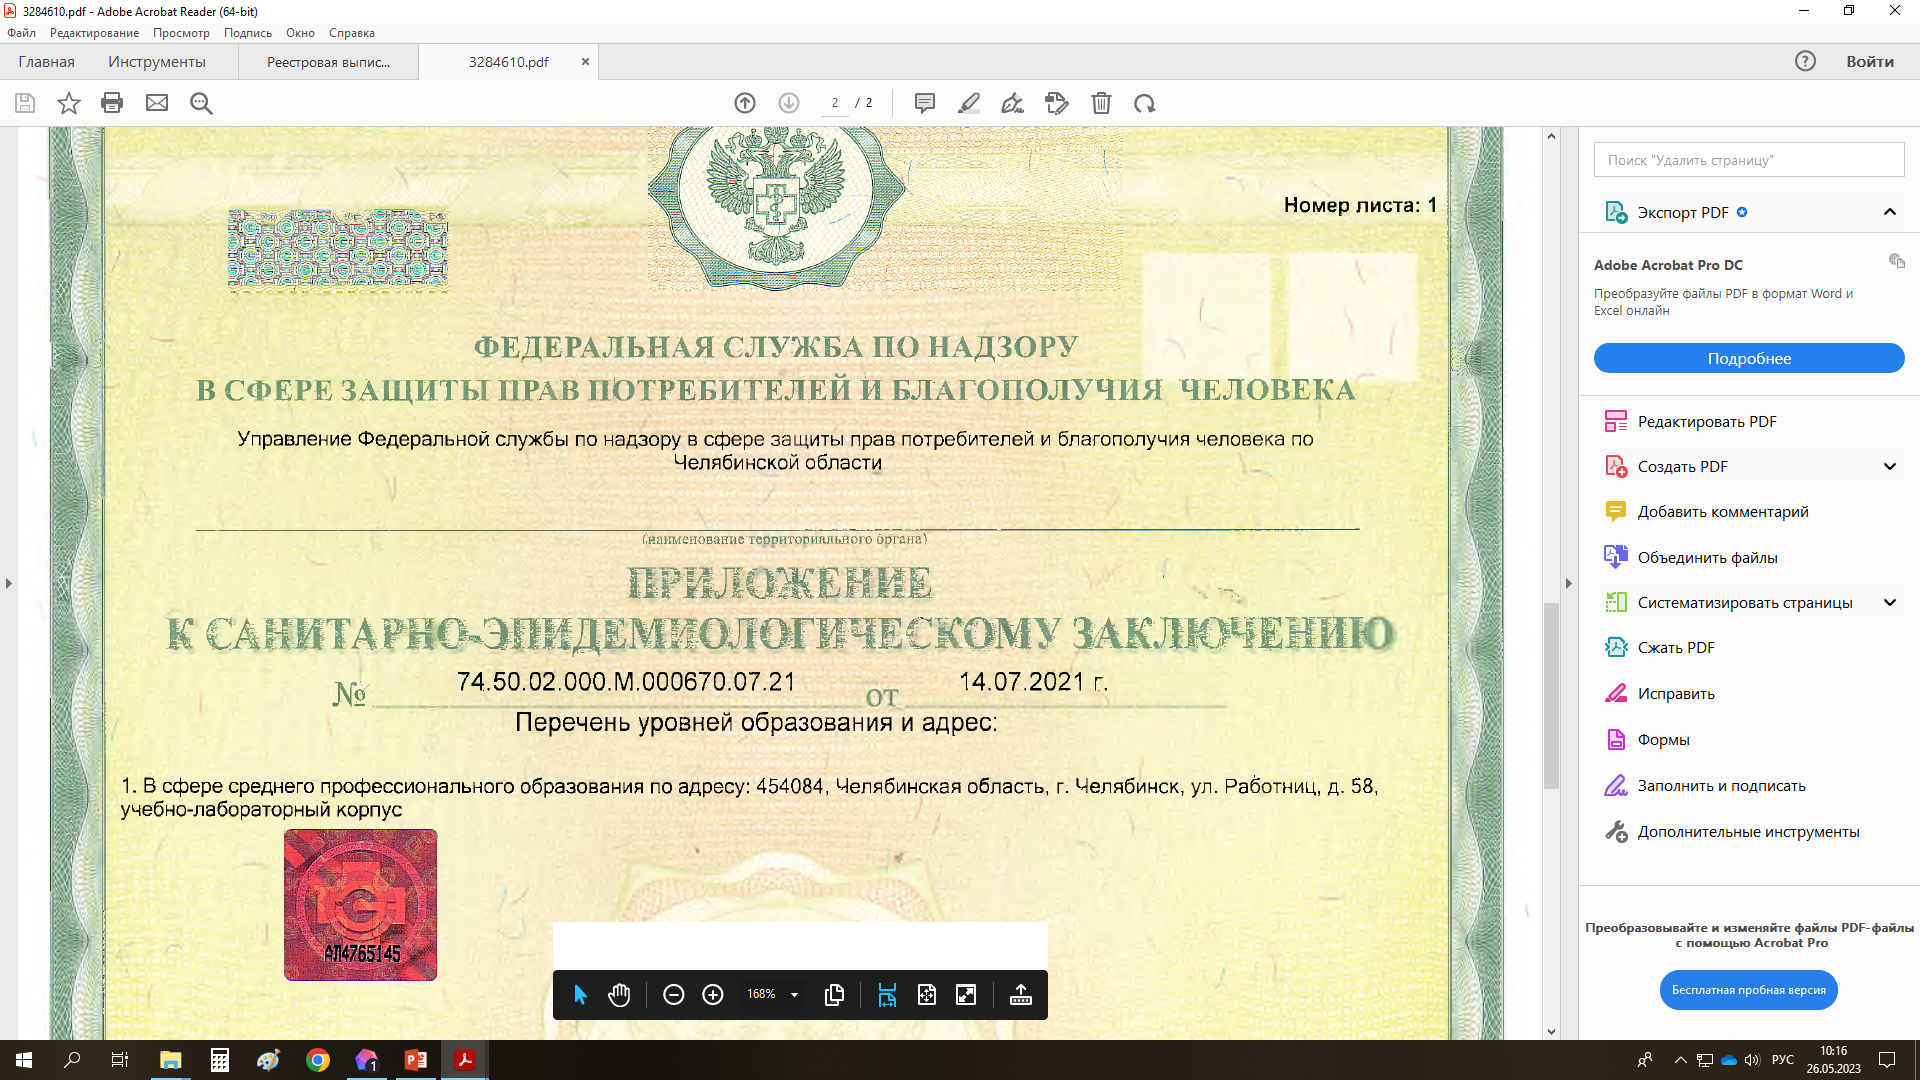 3284610.pdf - Adobe Acrobat Reader (64-bit)
Файл Редактирование Просмотр Подпись Окно Справка
Главная Инструменты Реестровая выпис... 3284610.pdf × Войти
2 / 2
Номер листа: 1
ФЕДЕРАЛЬНАЯ СЛУЖБА ПО НАДЗОРУ
В СФЕРЕ ЗАЩИТЫ ПРАВ ПОТРЕБИТЕЛЕЙ И БЛАГОПОЛУЧИЯ ЧЕЛОВЕКА
Управление Федеральной службы по надзору в сфере защиты прав потребителей и благополучия человека по
Челябинской области
(наименование территориального органа)
ПРИЛОЖЕНИЕ
К САНИТАРНО-ЭПИДЕМИОЛОГИЧЕСКОМУ ЗАКЛЮЧЕНИЮ
№ 74.50.02.000.М.000670.07.21 от 14.07.2021 г.
Перечень уровней образования и адрес:
1. В сфере среднего профессионального образования по адресу: 454084, Челябинская область, г. Челябинск, ул. Работниц, д. 58,
учебно-лабораторный корпус
АЛ4765145
168%
Поиск "Удалить страницу"
Экспорт PDF
Adobe Acrobat Pro DC
Преобразуйте файлы PDF в формат Word и
Excel онлайн
Подробнее
Редактировать PDF
Создать PDF
Добавить комментарий
Объединить файлы
Систематизировать страницы
Сжать PDF
Исправить
Формы
Заполнить и подписать
Дополнительные инструменты
Преобразовывайте и изменяйте файлы PDF-файлы
с помощью Acrobat Pro
Бесплатная пробная версия
РУС
10:16
26.05.2023